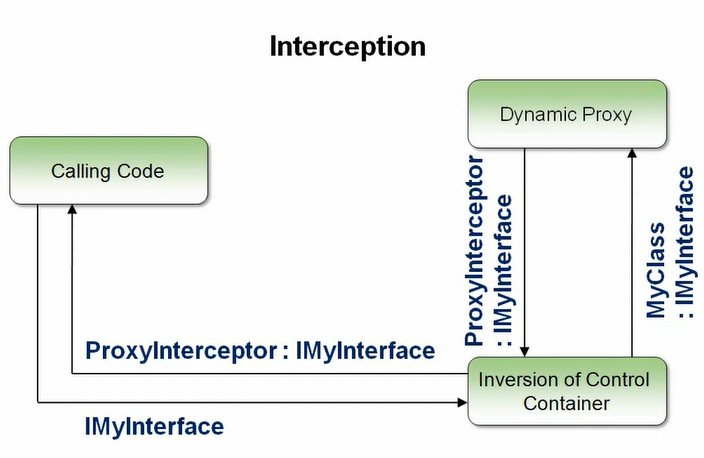 Interception
Dynamic Proxy
Calling Code
ProxyInterceptor
: IMyInterface
MyClass
: IMyInterface
ProxyInterceptor : IMyInterface
Inversion of Control
Container
IMyInterface